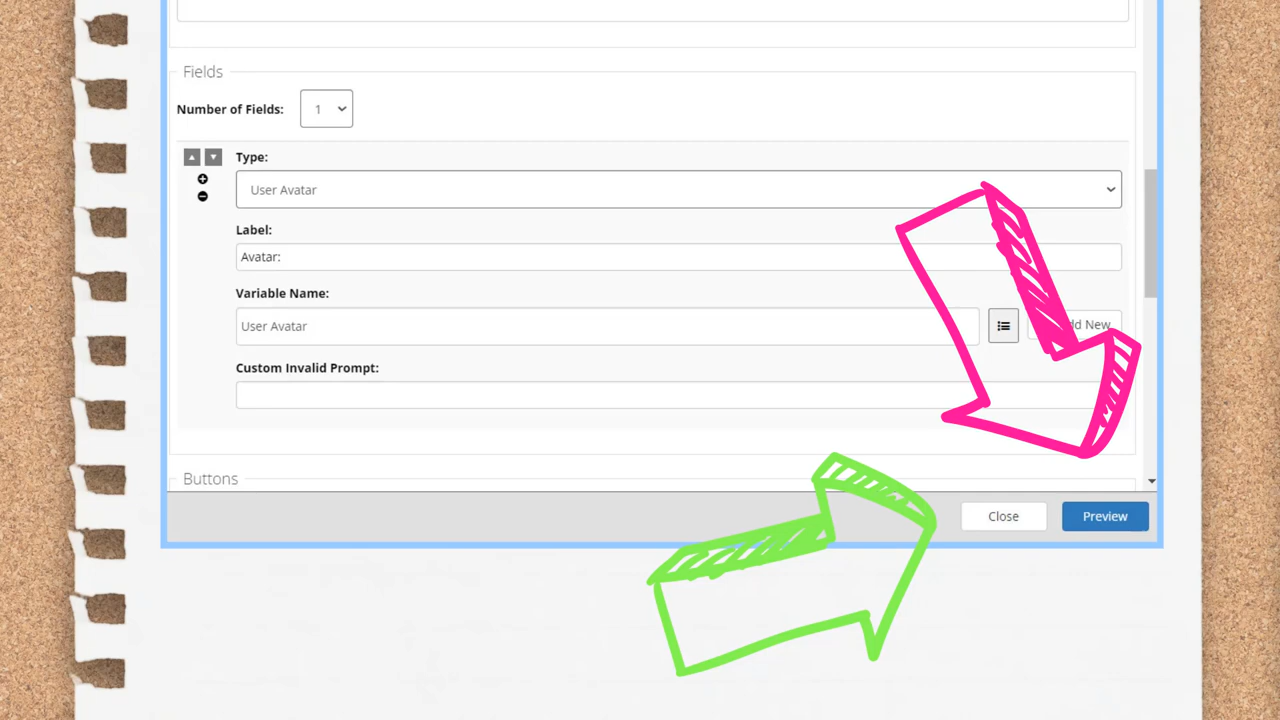 Fields
Number of Fields: 1
Type:
User Avatar
Label:
Avatar:
Variable Name:
User Avatar
New
Custom Invalid Prompt:
Buttons
Close Preview